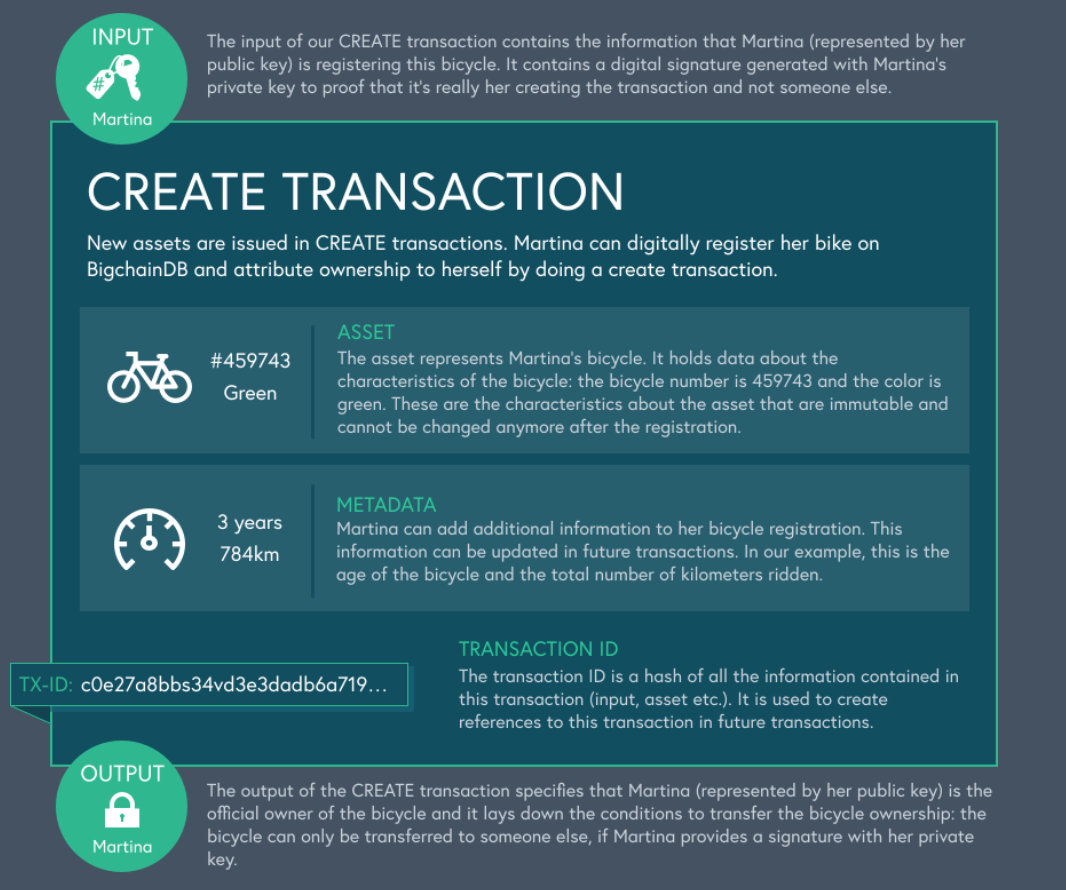 INPUT
#
Martina
The input of our CREATE transaction contains the information that Martina (represented by her
public key) is registering this bicycle. It contains a digital signature generated with Martina's
private key to proof that it's really her creating the transaction and not someone else.
CREATE TRANSACTION
New assets are issued in CREATE transactions. Martina can digitally register her bike on
BigchainDB and attribute ownership to herself by doing a create transaction.
#459743
Green
ASSET
The asset represents Martina's bicycle. It holds data about the
characteristics of the bicycle: the bicycle number is 459743 and the color is
green. These are the characteristics about the asset that are immutable and
cannot be changed anymore after the registration.
3 years
784km
METADATA
Martina can add additional information to her bicycle registration. This
information can be updated in future transactions. In our example, this is the
age of the bicycle and the total number of kilometers ridden.
TX-ID: c0e27a8bbs34vd3e3dadb6a719...
TRANSACTION ID
The transaction ID is a hash of all the information contained in
this transaction (input, asset etc.). It is used to create
references to this transaction in future transactions.
OUTPUT
Martina
The output of the CREATE transaction specifies that Martina (represented by her public key) is the
official owner of the bicycle and it lays down the conditions to transfer the bicycle ownership: the
bicycle can only be transferred to someone else, if Martina provides a signature with her private
key.